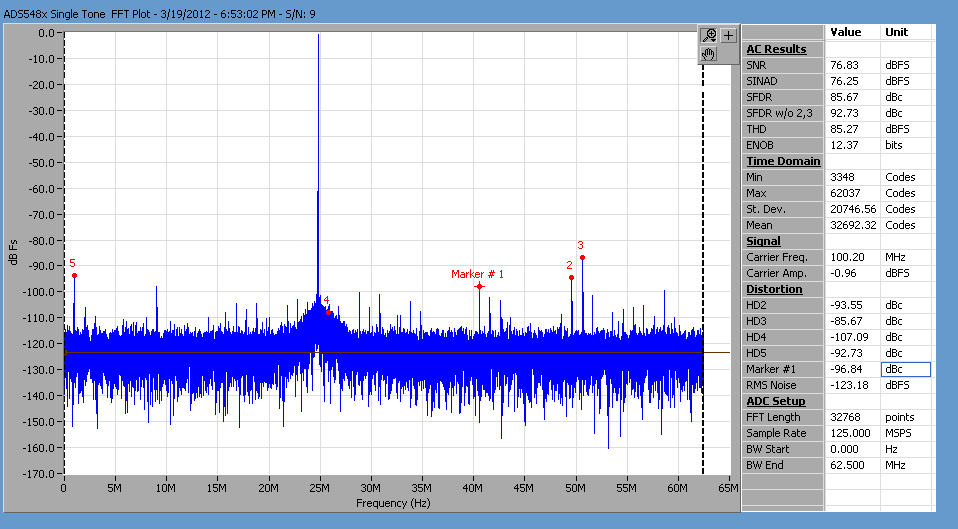 ADS548x Single Tone FFT Plot - 3/19/2012 - 6:53:02 PM - S/N: 9
0.0
-10.0
-20.0
-30.0
-40.0
-50.0
-60.0
-70.0
-80.0
-90.0
-100.0
-110.0
-120.0
-130.0
-140.0
-150.0
-160.0
-170.0
dB Fs
5
4
Marker # 1
2
3
0 5M 10M 15M 20M 25M 30M 35M 40M 45M 50M 55M 60M 65M
Frequency (Hz)
Value Unit
AC Results
SNR 76.83 dBFS
SINAD 76.25 dBFS
SFDR 85.67 dBc
SFDR w/o 2,3 92.73 dBc
THD 85.27 dBFS
ENOB 12.37 bits
Time Domain
Min 3348 Codes
Max 62037 Codes
St. Dev. 20746.56 Codes
Mean 32692.32 Codes
Signal
Carrier Freq. 100.20 MHz
Carrier Amp. -0.96 dBFS
Distortion
HD2 -93.55 dBc
HD3 -85.67 dBc
HD4 -107.09 dBc
HD5 -92.73 dBc
Marker #1 -96.84 dBc
RMS Noise -123.18 dBFS
ADC Setup
FFT Length 32768 points
Sample Rate 125.000 MSPS
BW Start 0.000 Hz
BW End 62.500 MHz